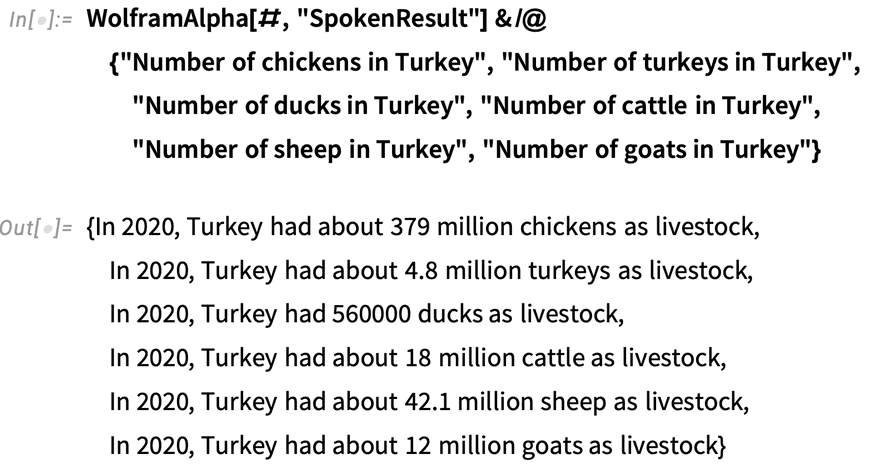 In[•]:= WolframAlpha[#, "SpokenResult"] & /@
{"Number of chickens in Turkey", "Number of turkeys in Turkey",
"Number of ducks in Turkey", "Number of cattle in Turkey",
"Number of sheep in Turkey", "Number of goats in Turkey"}
Out[•]= {In 2020, Turkey had about 379 million chickens as livestock,
In 2020, Turkey had about 4.8 million turkeys as livestock,
In 2020, Turkey had 560000 ducks as livestock,
In 2020, Turkey had about 18 million cattle as livestock,
In 2020, Turkey had about 42.1 million sheep as livestock,
In 2020, Turkey had about 12 million goats as livestock}